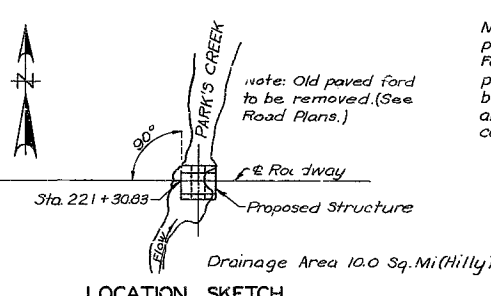 N
PARK'S CREEK
Note: Old paved ford
to be removed.(See
Road Plans.)
90°
℄ Roadway
Sta. 221+30.83
Proposed Structure
Flow
Drainage Area 10.0 Sq.Mi(Hilly)
LOCATION SKETCH